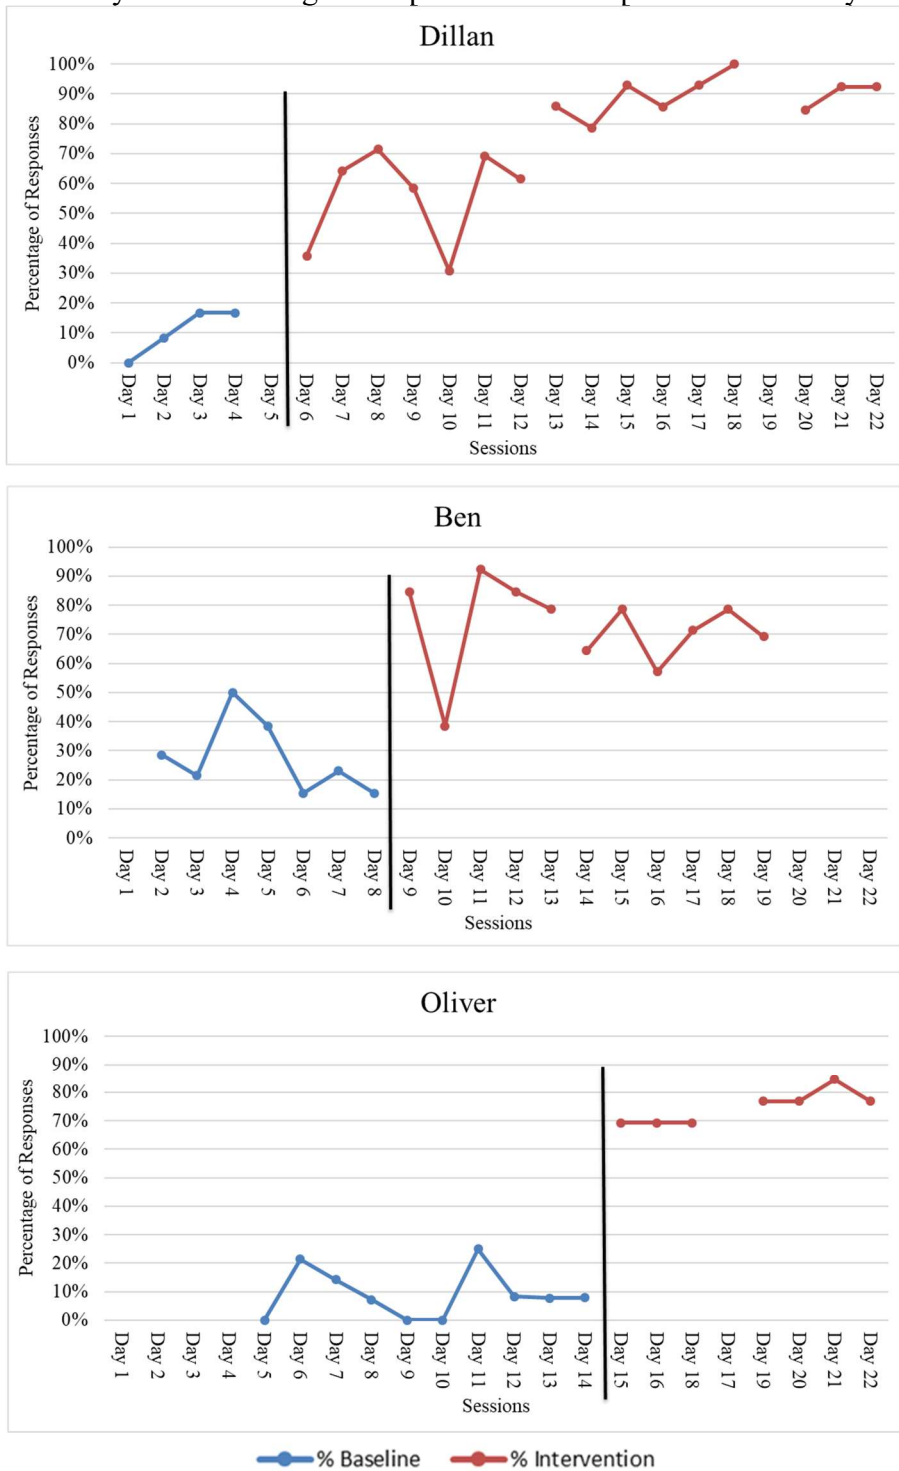 Dillan
Percentage of Responses
100%
90%
80%
70%
60%
50%
40%
30%
20%
10%
0%
Day 1
Day 2
Day 3
Day 4
Day 5
Day 6
Day 7
Day 8
Day 9
Day 10
Day 11
Day 12
Day 13
Day 14
Day 15
Day 16
Day 17
Day 18
Day 19
Day 20
Day 21
Day 22
Sessions
Ben
Percentage of Responses
100%
90%
80%
70%
60%
50%
40%
30%
20%
10%
0%
Day 1
Day 2
Day 3
Day 4
Day 5
Day 6
Day 7
Day 8
Day 9
Day 10
Day 11
Day 12
Day 13
Day 14
Day 15
Day 16
Day 17
Day 18
Day 19
Day 20
Day 21
Day 22
Sessions
Oliver
Percentage of Responses
100%
90%
80%
70%
60%
50%
40%
30%
20%
10%
0%
Day 1
Day 2
Day 3
Day 4
Day 5
Day 6
Day 7
Day 8
Day 9
Day 10
Day 11
Day 12
Day 13
Day 14
Day 15
Day 16
Day 18
Day 17
Day 19
Day 20
Day 21
Day 22
Sessions
% Baseline
% Intervention